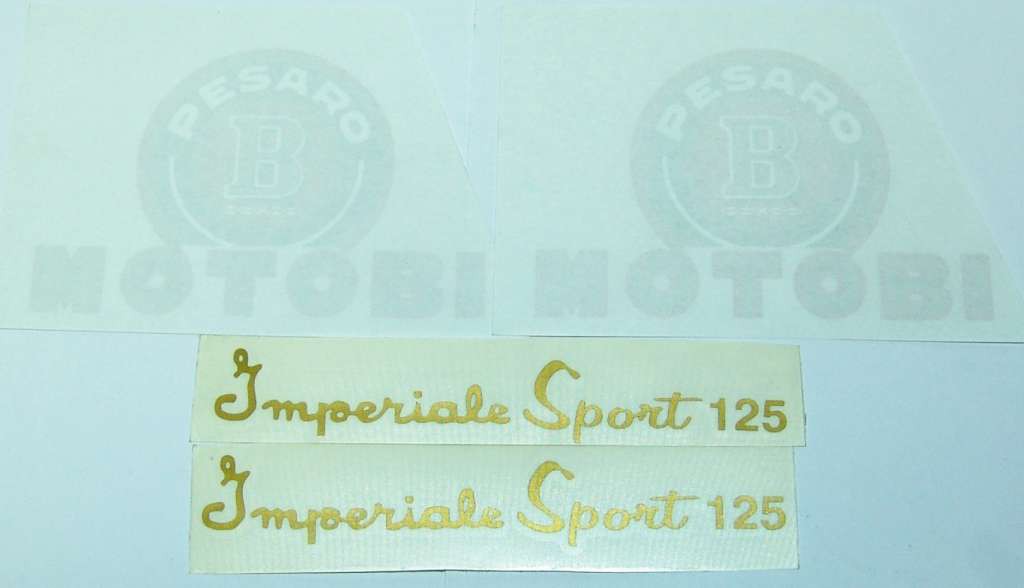 PESARO
B
MOTOBI
PESARO
B
MOTOBI
Imperiale Sport 125
Imperiale Sport 125